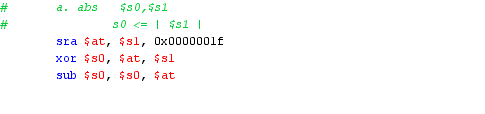 # a. abs $s0,$s1
# s0 <= | $s1 |
sra $at, $s1, 0x0000001f
xor $s0, $at, $s1
sub $s0, $s0, $at